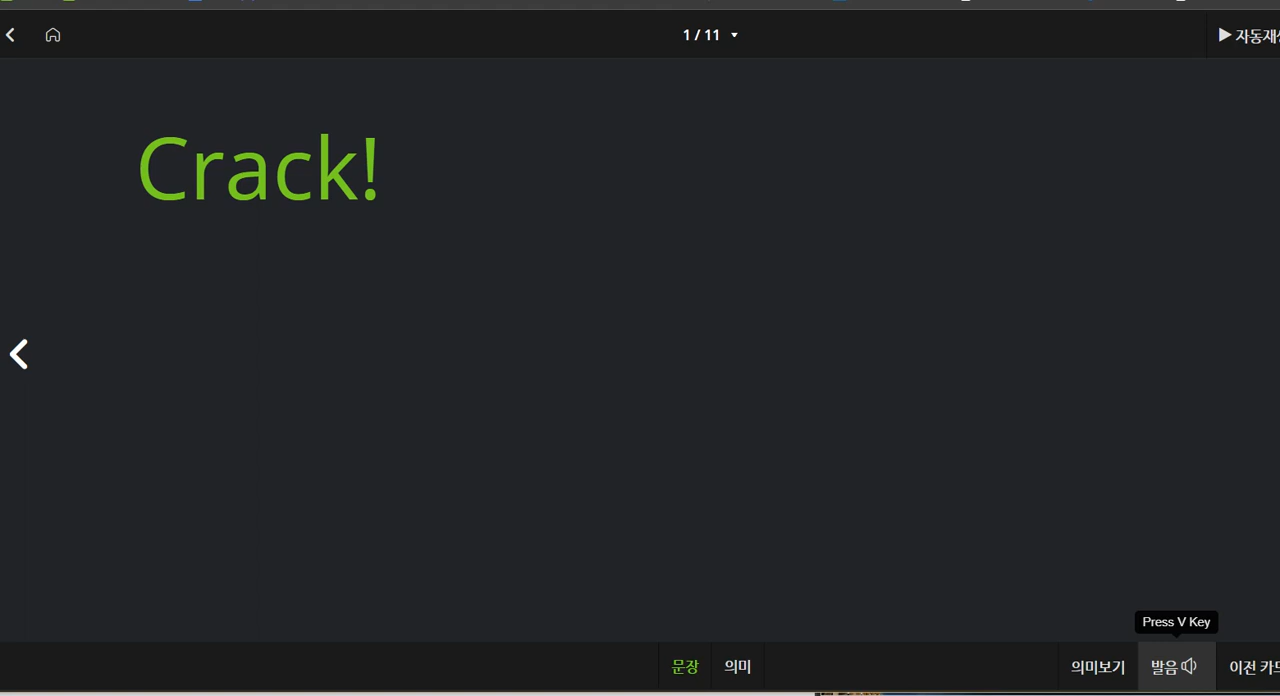 1 / 11
▶ 자동재
Crack!
Press V Key
문장 의미 의미보기 발음 이전 카